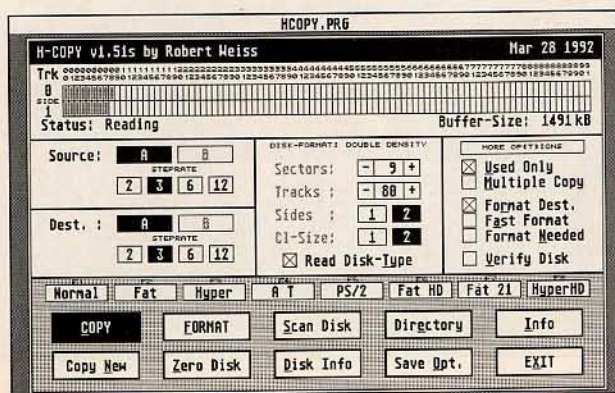 HCOPY.PRG
H-COPY v1.51s by Robert Weiss
Mar 28 1992
Trk
00000000001111111111222222222233333333334444444444555555555566666666667777777777888888888899
01234567890123456789012345678901234567890123456789012345678901234567890123456789012345678901
0
SIDE
1
Status: Reading
Buffer-Size: 1491kB
Source: A B
STEPRATE
2 3 6 12
Dest. : A B
STEPRATE
2 3 6 12
DISK-FORMAT: DOUBLE DENSITY
Sectors: - 9 +
Tracks : - 80 +
Sides : 1 2
Cl-Size: 1 2
Read Disk-Type
MORE OPTIONS
Used Only
Multiple Copy
Format Dest.
Fast Format
Format Needed
Verify Disk
Normal Fat Hyper A T PS/2 Fat HD Fat 21 HyperHD
COPY FORMAT Scan Disk Directory Info
Copy New Zero Disk Disk Info Save Opt. EXIT